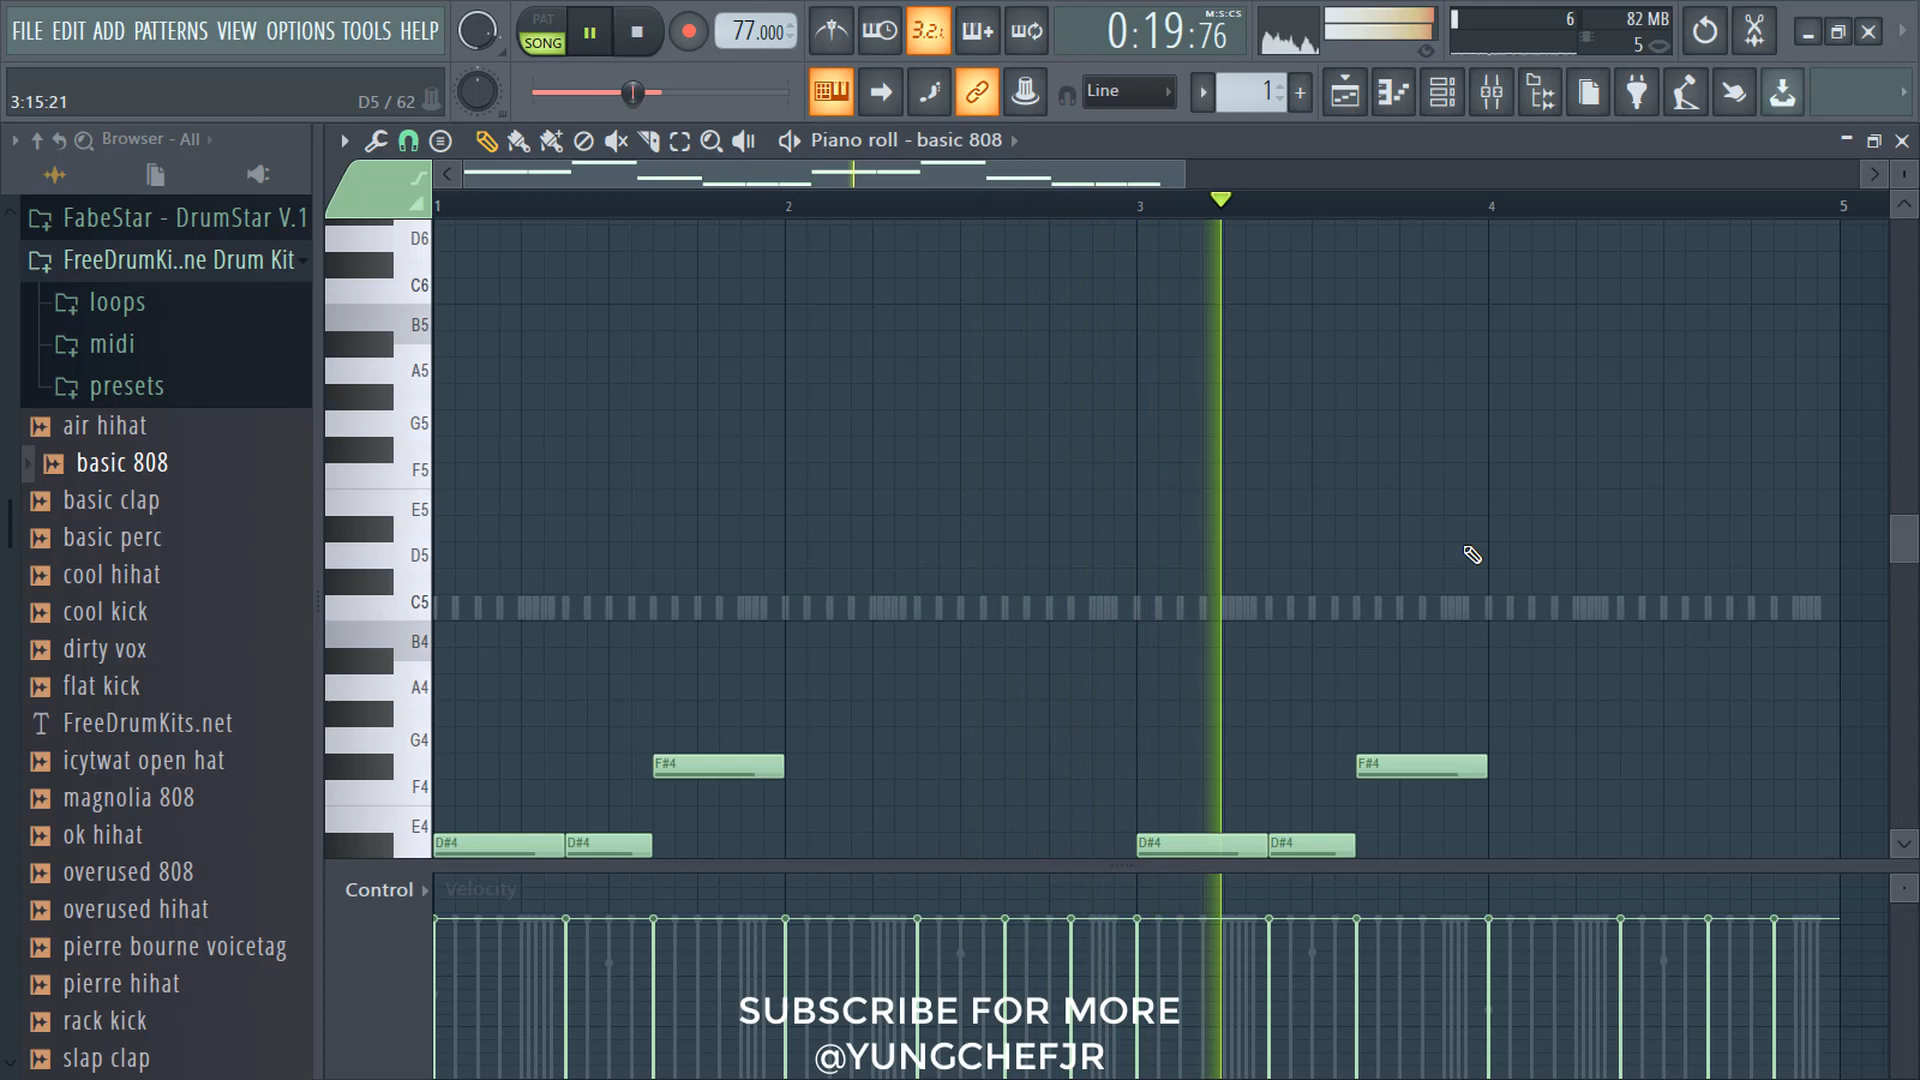 FILE EDIT ADD PATTERNS VIEW OPTIONS TOOLS HELP
PAT
SONG
77.000
3.2.
0:19:76
M:S:CS
6
82 MB
5
3:15:21
D5 / 62
Line
1
Browser - All
Piano roll - basic 808
FabeStar - DrumStar V.1
FreeDrumKi..ne Drum Kit
loops
midi
presets
air hihat
basic 808
basic clap
basic perc
cool hihat
cool kick
dirty vox
flat kick
FreeDrumKits.net
icytwat open hat
magnolia 808
ok hihat
overused 808
overused hihat
pierre bourne voicetag
pierre hihat
rack kick
slap clap
1
2
3
4
5
D6
C6
B5
A5
G5
F5
E5
D5
C5
B4
A4
G4
F4
E4
F#4
F#4
D#4
D#4
D#4
D#4
Control
Velocity
SUBSCRIBE FOR MORE
@YUNGCHEFJR